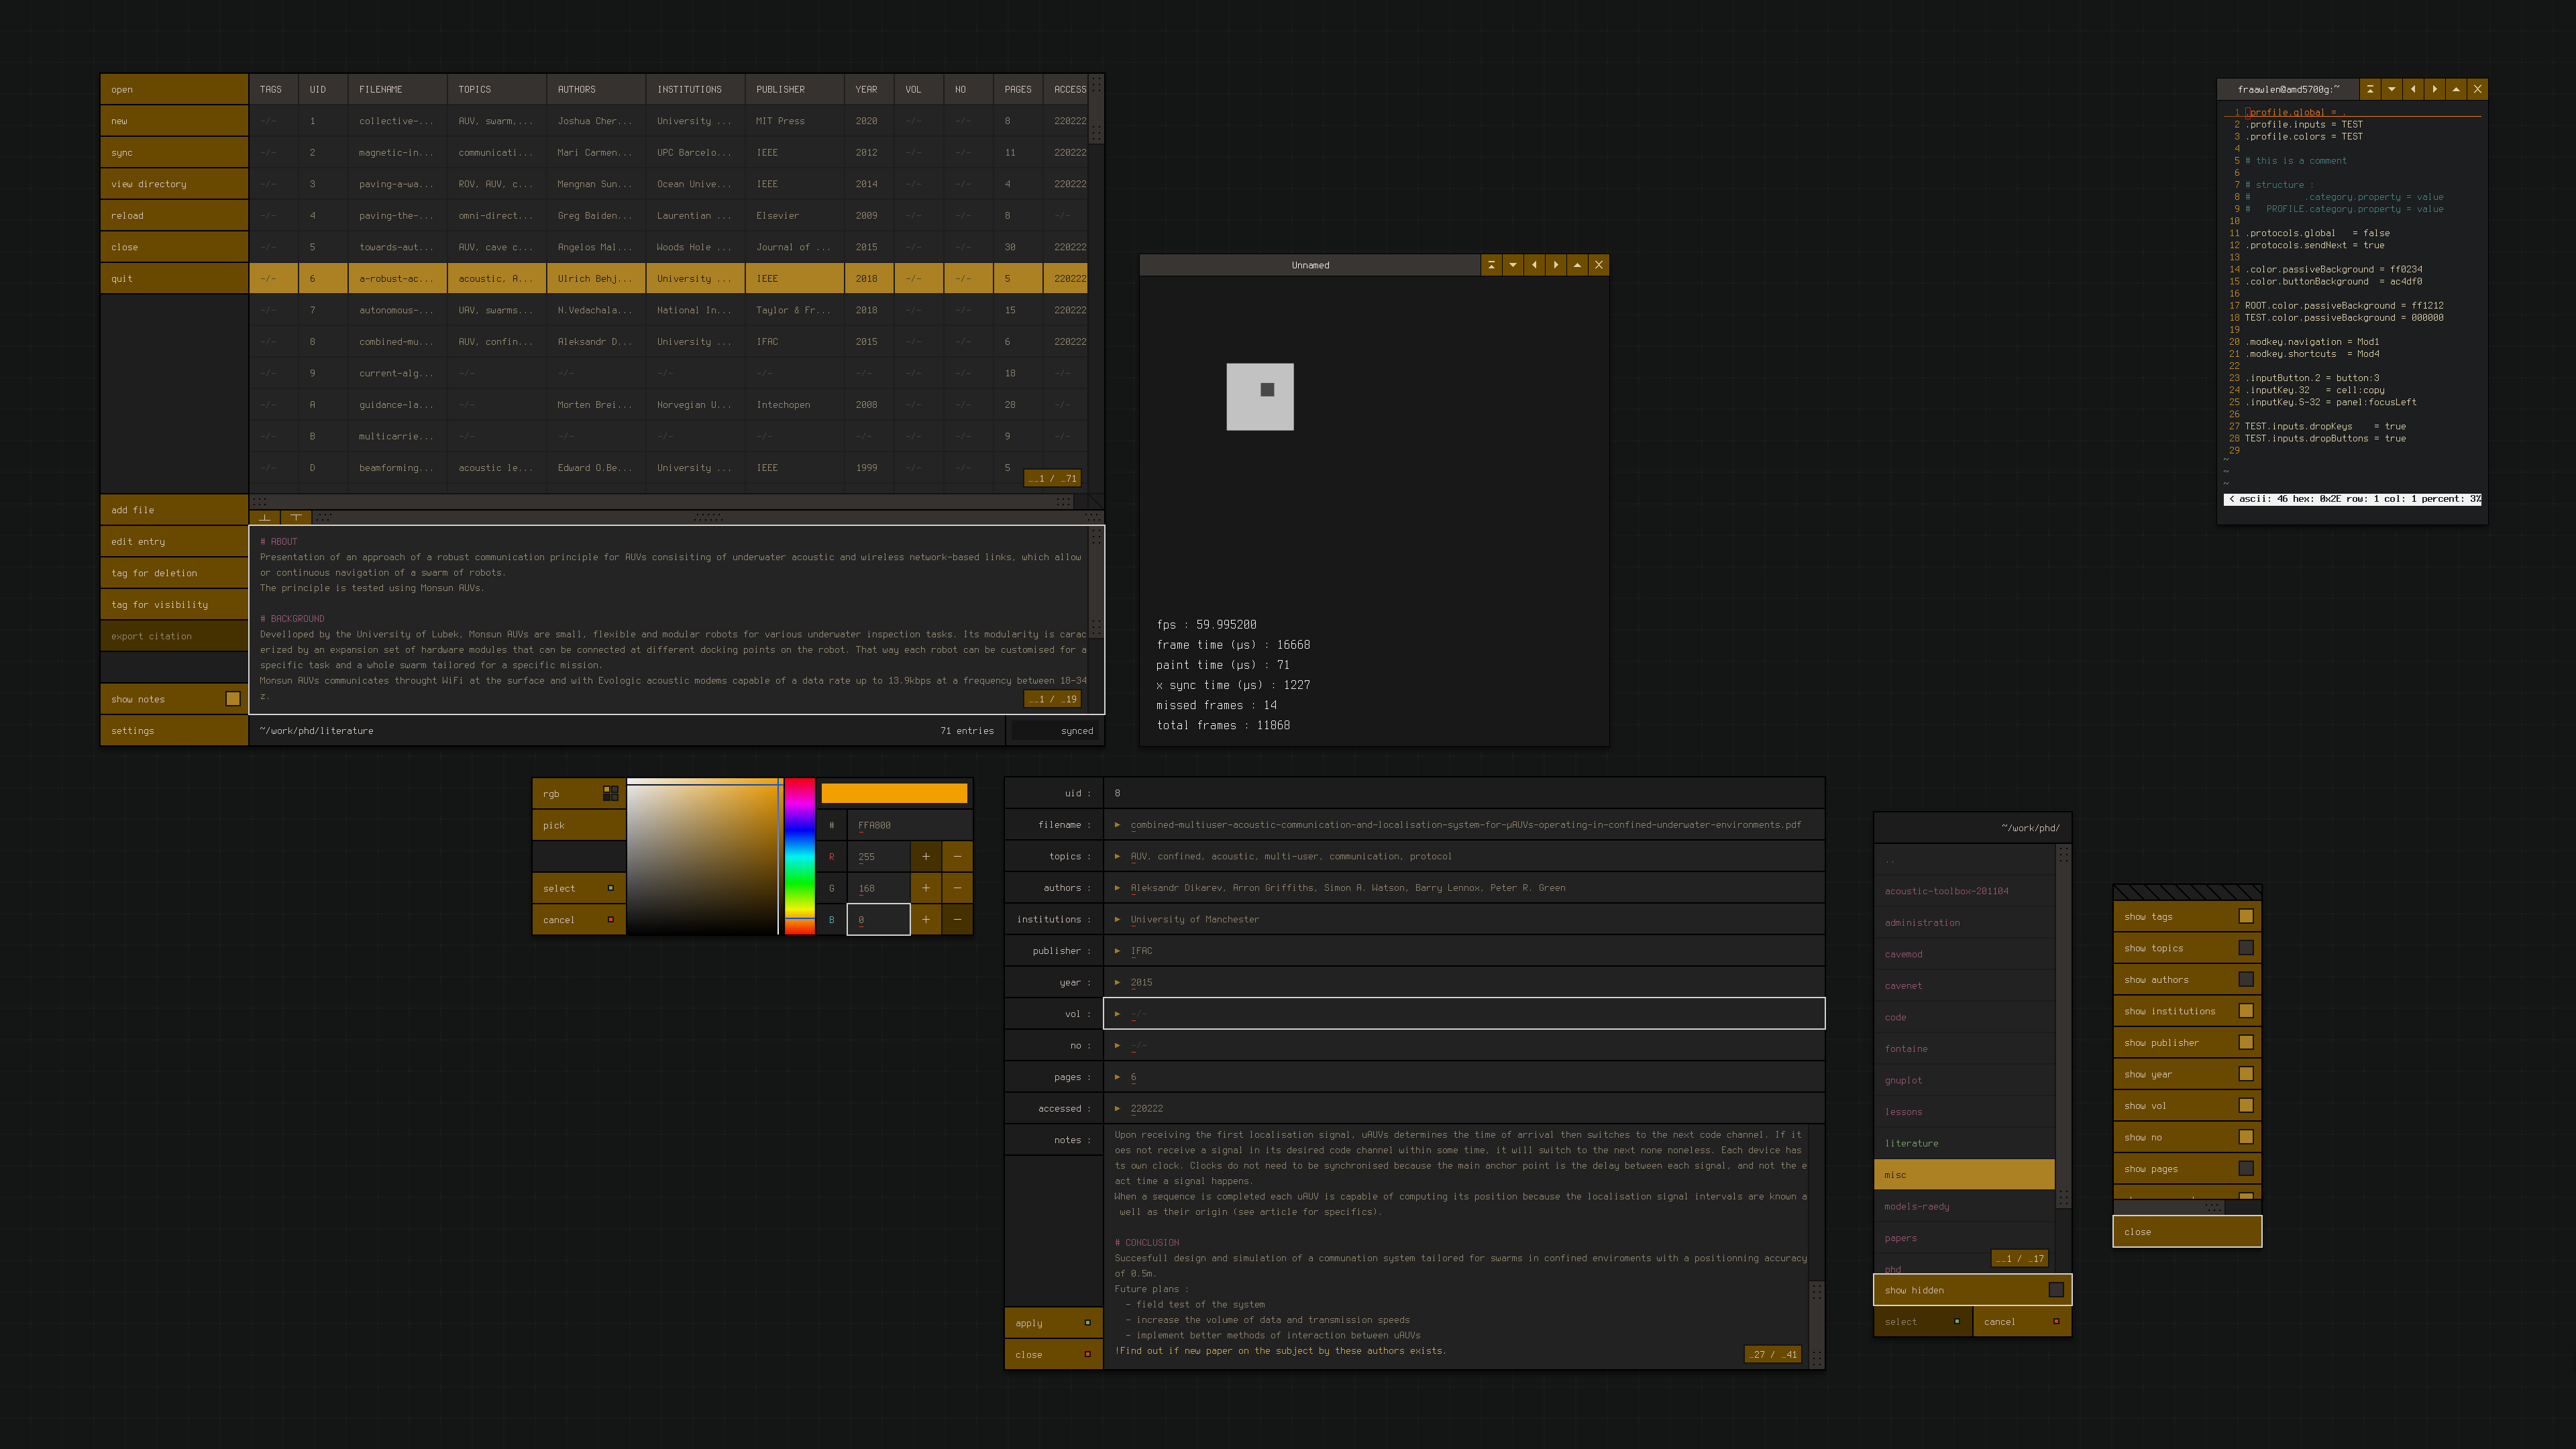 open
new
sync
view directory
reload
close
quit
add file
edit entry
tag for deletion
tag for visibility
export citation
show notes
settings
TAGS UID FILENAME TOPICS AUTHORS INSTITUTIONS PUBLISHER YEAR VOL NO PAGES ACCESS
-/- 1 collective-... AUV, swarm,... Joshua Cher... University ... MIT Press 2020 -/- -/- 8 220222
-/- 2 magnetic-in... communicati... Mari Carmen... UPC Barcelo... IEEE 2012 -/- -/- 11 220222
-/- 3 paving-a-wa... ROV, AUV, c... Mengnan Sun... Ocean Unive... IEEE 2014 -/- -/- 4 220222
-/- 4 paving-the-... omni-direct... Greg Baiden... Laurentian ... Elsevier 2009 -/- -/- 8 -/-
-/- 5 towards-aut... AUV, cave c... Angelos Mal... Woods Hole ... Journal of ... 2015 -/- -/- 30 220222
-/- 6 a-robust-ac... acoustic, A... Ulrich Behj... University ... IEEE 2018 -/- -/- 5 220222
-/- 7 autonomous-... UAV, swarms... N.Vedachala... National In... Taylor & Fr... 2018 -/- -/- 15 220222
-/- 8 combined-mu... AUV, confin... Aleksandr D... University ... IFAC 2015 -/- -/- 6 220222
-/- 9 current-alg... -/- -/- -/- -/- -/- -/- -/- 18 -/-
-/- A guidance-la... -/- Morten Brei... Norvegian U... Intechopen 2008 -/- -/- 28 -/-
-/- B multicarrie... -/- -/- -/- -/- -/- -/- -/- 9 -/-
-/- D beamforming... acoustic le... Edward O.Be... University ... IEEE 1999 -/- -/- 5
__1 / _71
# ABOUT
Presentation of an approach of a robust communication principle for AUVs consisiting of underwater acoustic and wireless network-based links, which allow
or continuous navigation of a swarm of robots.
The principle is tested using Monsun AUVs.
# BACKGROUND
Develloped by the University of Lubek, Monsun AUVs are small, flexible and modular robots for various underwater inspection tasks. Its modularity is carac
erized by an expansion set of hardware modules that can be connected at different docking points on the robot. That way each robot can be customised for a
specific task and a whole swarm tailored for a specific mission.
Monsun AUVs communicates throught WiFi at the surface and with Evologic acoustic modems capable of a data rate up to 13.9kbps at a frequency between 18-34
z.
__1 / _19
~/work/phd/literature 71 entries synced
Unnamed
fps : 59.995200
frame time (µs) : 16668
paint time (µs) : 71
x sync time (µs) : 1227
missed frames : 14
total frames : 11868
fraawlen@amd5700g:~
1 .profile.global = .
2 .profile.inputs = TEST
3 .profile.colors = TEST
4
5 # this is a comment
6
7 # structure :
8 # .category.property = value
9 # PROFILE.category.property = value
10
11 .protocols.global = false
12 .protocols.sendNext = true
13
14 .color.passiveBackground = ff0234
15 .color.buttonBackground = ac4df0
16
17 ROOT.color.passiveBackground = ff1212
18 TEST.color.passiveBackground = 000000
19
20 .modkey.navigation = Mod1
21 .modkey.shortcuts = Mod4
22
23 .inputButton.2 = button:3
24 .inputKey.32 = cell:copy
25 .inputKey.S-32 = panel:focusLeft
26
27 TEST.inputs.dropKeys = true
28 TEST.inputs.dropButtons = true
29
~
~
~
< ascii: 46 hex: 0x2E row: 1 col: 1 percent: 3%
rgb
pick
select
cancel
# FFA800
R 255 + -
G 168 + -
B 0 + -
uid : 8
filename : combined-multiuser-acoustic-communication-and-localisation-system-for-µAUVs-operating-in-confined-underwater-environments.pdf
topics : AUV, confined, acoustic, multi-user, communication, protocol
authors : Aleksandr Dikarev, Arron Griffiths, Simon A. Watson, Barry Lennox, Peter R. Green
institutions : University of Manchester
publisher : IFAC
year : 2015
vol : -/-
no : -/-
pages : 6
accessed : 220222
notes :
Upon receiving the first localisation signal, uAUVs determines the time of arrival then switches to the next code channel. If it
oes not receive a signal in its desired code channel within some time, it will switch to the next none noneless. Each device has
ts own clock. Clocks do not need to be synchronised because the main anchor point is the delay between each signal, and not the e
act time a signal happens.
When a sequence is completed each uAUV is capable of computing its position because the localisation signal intervals are known a
well as their origin (see article for specifics).
# CONCLUSION
Succesfull design and simulation of a communation system tailored for swarms in confined enviroments with a positionning accuracy
of 0.5m.
Future plans :
- field test of the system
- increase the volume of data and transmission speeds
- implement better methods of interaction between uAUVs
!Find out if new paper on the subject by these authors exists.
_27 / _41
apply
close
~/work/phd/
..
acoustic-toolbox-201104
administration
cavemod
cavenet
code
fontaine
gnuplot
lessons
literature
misc
models-raedy
papers
phd
__1 / _17
show hidden
select cancel
show tags
show topics
show authors
show institutions
show publisher
show year
show vol
show no
show pages
close